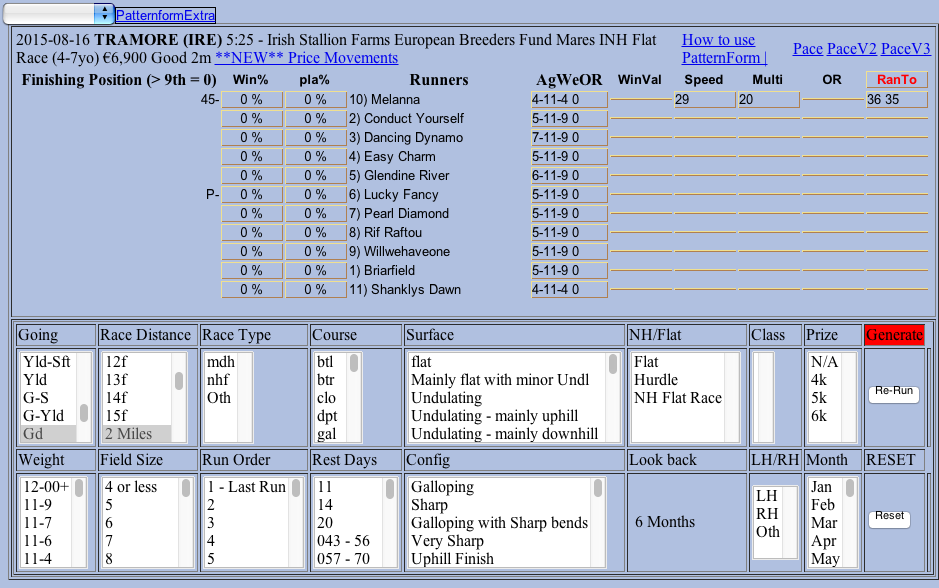 PatternformExtra
2015-08-16 TRAMORE (IRE) 5:25 - Irish Stallion Farms European Breeders Fund Mares INH Flat
Race (4-7yo) €6,900 Good 2m **NEW** Price Movements
How to use
PatternForm |
Pace PaceV2 PaceV3
Finishing Position (> 9th = 0) Win% pla% Runners AgWeOR WinVal Speed Multi OR RanTo
45- 0 % 0 % 10) Melanna 4-11-4 0 29 20 36 35
0 % 0 % 2) Conduct Yourself 5-11-9 0
0 % 0 % 3) Dancing Dynamo 7-11-9 0
0 % 0 % 4) Easy Charm 5-11-9 0
0 % 0 % 5) Glendine River 6-11-9 0
P- 0 % 0 % 6) Lucky Fancy 5-11-9 0
0 % 0 % 7) Pearl Diamond 5-11-9 0
0 % 0 % 8) Rif Raftou 5-11-9 0
0 % 0 % 9) Willwehaveone 5-11-9 0
0 % 0 % 1) Briarfield 5-11-9 0
0 % 0 % 11) Shanklys Dawn 4-11-4 0
Going Race Distance Race Type Course Surface NH/Flat Class Prize Generate
Yld-Sft 12f mdh btl flat Flat N/A
Yld 13f nhf btr Mainly flat with minor Undl Hurdle 4k
G-S 14f Oth clo Undulating NH Flat Race 5k Re-Run
G-Yld 15f dpt Undulating - mainly uphill 6k
Gd 2 Miles gal Undulating - mainly downhill
Weight Field Size Run Order Rest Days Config Look back LH/RH Month RESET
12-00+ 4 or less 1 - Last Run 11 Galloping LH Jan
11-9 5 2 14 Sharp RH Feb
11-7 6 3 20 Galloping with Sharp bends 6 Months Oth Mar Reset
11-6 7 4 043 - 56 Very Sharp Apr
11-4 8 5 057 - 70 Uphill Finish May